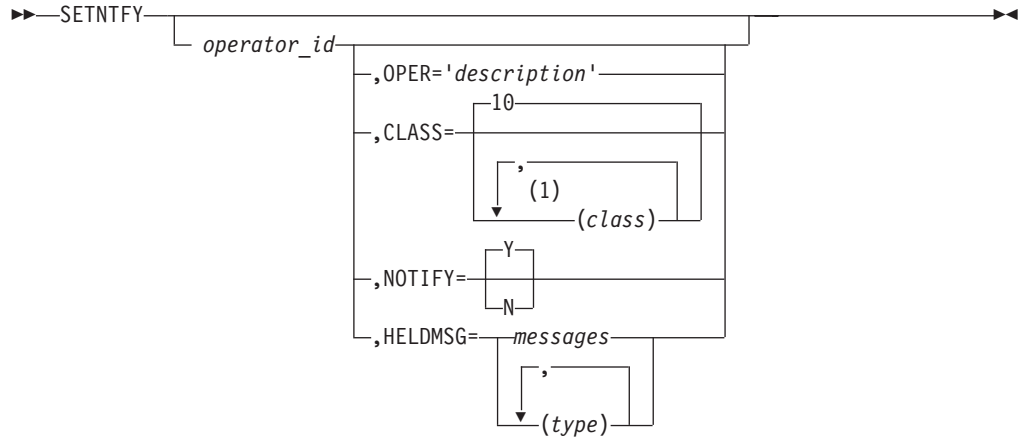 SETNTFY
operator_id
,OPER='description'
10
,CLASS=
,
(1)
(class)
Y
,NOTIFY=
N
,HELDMSG= messages
,
(type)